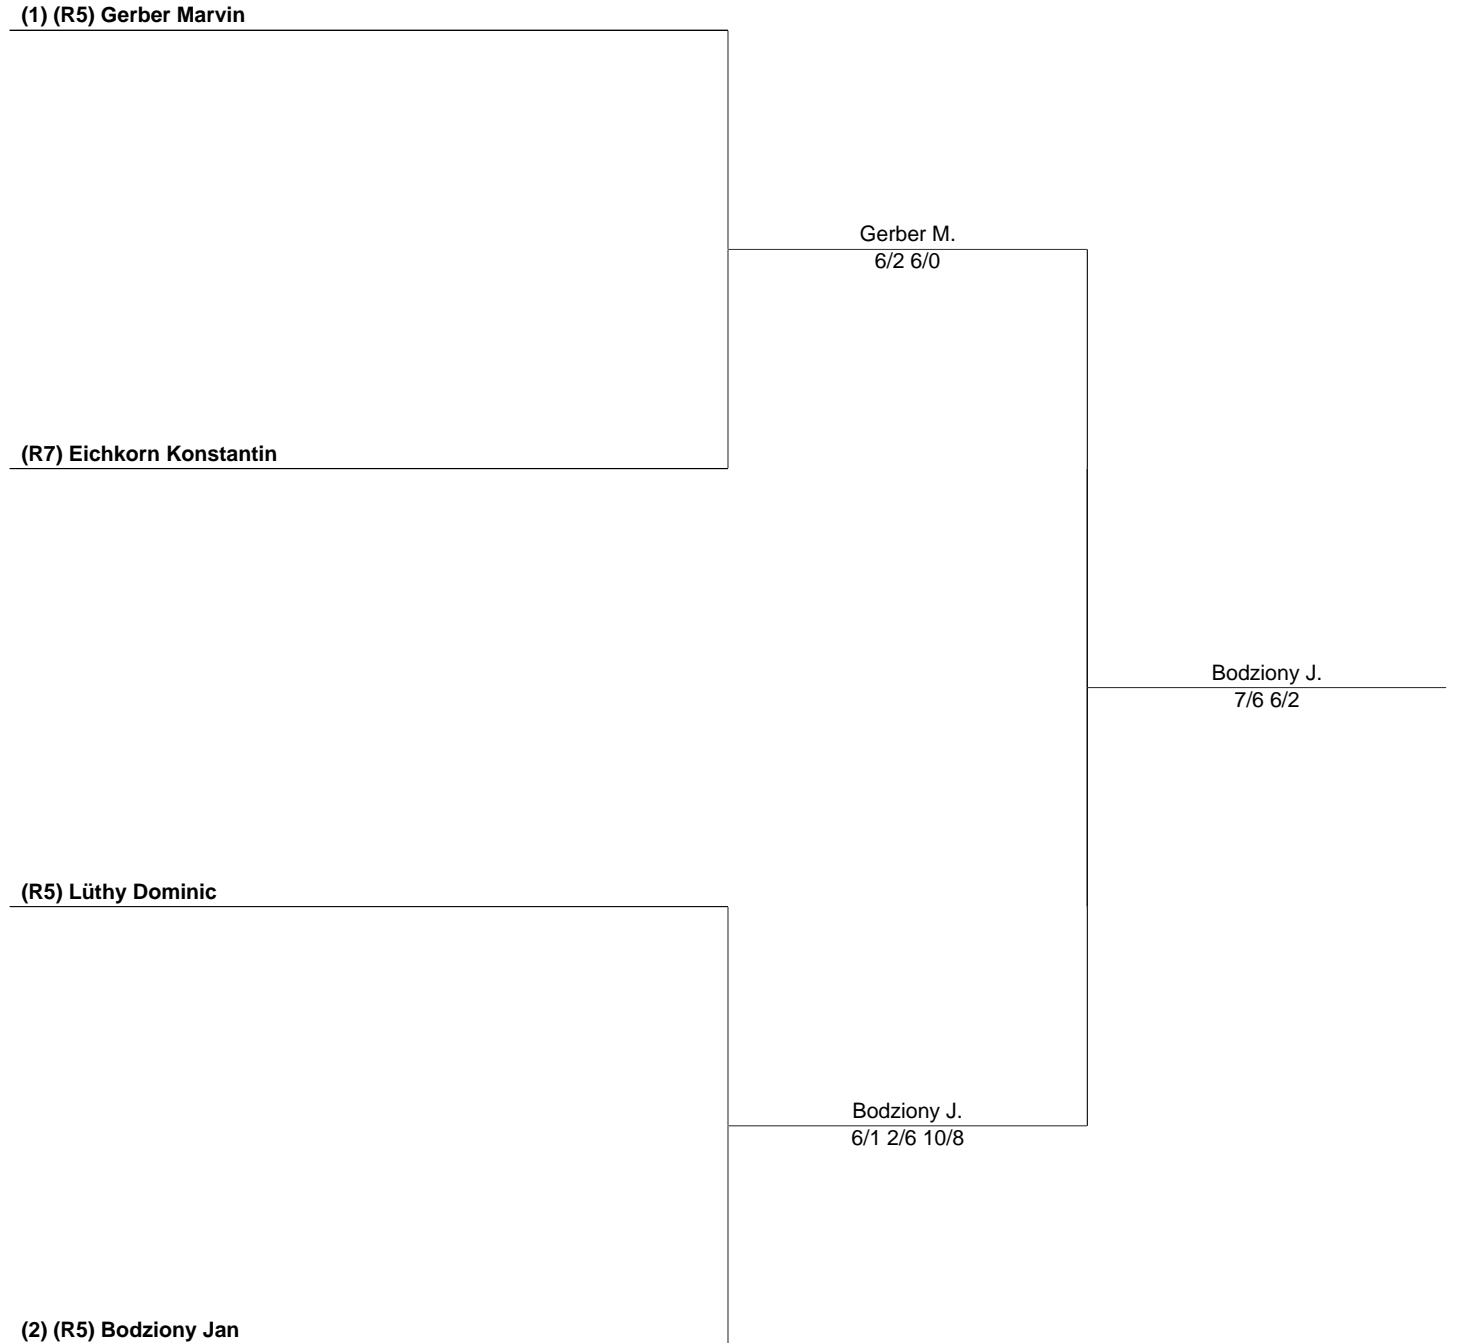 (1) (R5) Gerber Marvin
Gerber M.
6/2 6/0
(R7) Eichkorn Konstantin
Bodziony J.
7/6 6/2
(R5) Lüthy Dominic
Bodziony J.
6/1 2/6 10/8
(2) (R5) Bodziony Jan